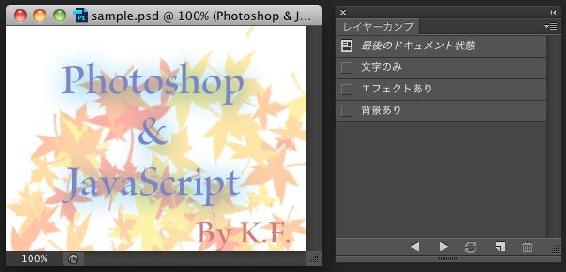 sample.psd @ 100% (Photoshop & J...
Photoshop
&
JavaScript
By K.F.
100%
レイヤーカンプ
最後のドキュメント状態
文字のみ
エフェクトあり
背景あり